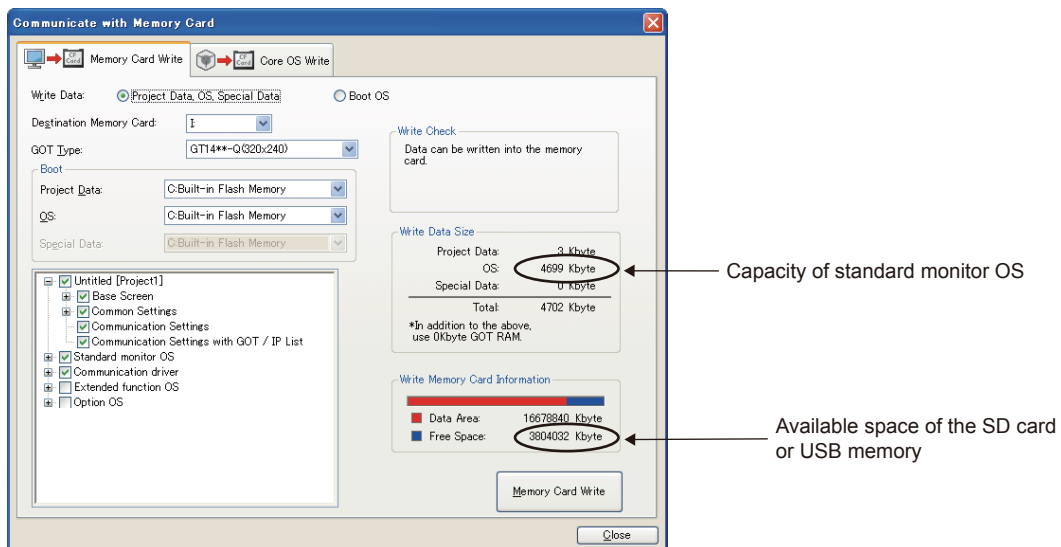 Communicate with Memory Card
CF Card
Memory Card Write
CF Card
Core OS Write
Write Data:
Project Data, OS, Special Data
Boot OS
Destination Memory Card:
I:
GOT Type:
GT14**-Q(320x240)
Boot
Project Data:
C:Built-in Flash Memory
OS:
C:Built-in Flash Memory
Special Data:
C:Built-in Flash Memory
Untitled [Project1]
Base Screen
Common Settings
Communication Settings
Communication Settings with GOT / IP List
Standard monitor OS
Communication driver
Extended function OS
Option OS
Write Check
Data can be written into the memory
card.
Write Data Size
Project Data: 3 Kbyte
OS: 4699 Kbyte
Special Data: 0 Kbyte
Total: 4702 Kbyte
*In addition to the above,
use 0Kbyte GOT RAM.
Write Memory Card Information
Data Area: 16678840 Kbyte
Free Space: 3804032 Kbyte
Memory Card Write
Close
Capacity of standard monitor OS
Available space of the SD card
or USB memory